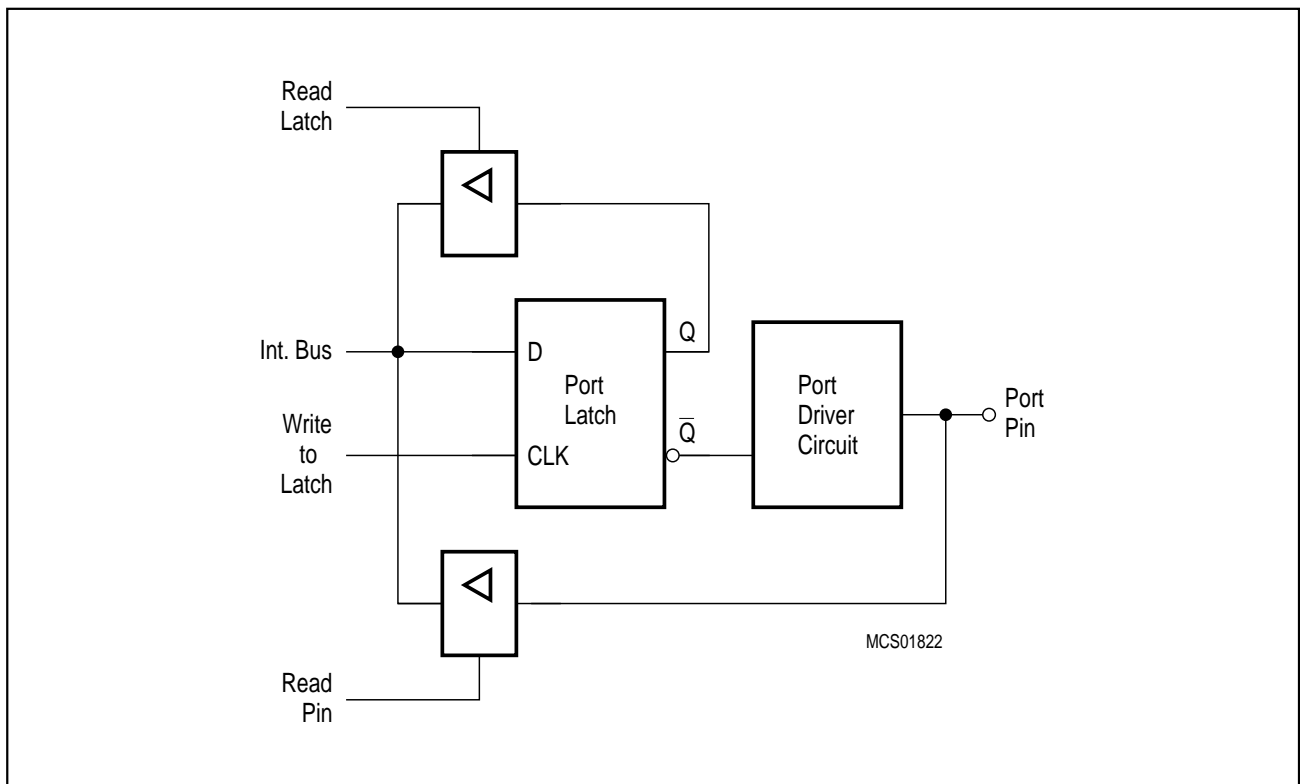 Read
Latch
Q
Int. Bus
D
Port
Latch
Port
Driver
Circuit
Port
Pin
Q̅
Write
to
Latch
CLK
MCS01822
Read
Pin